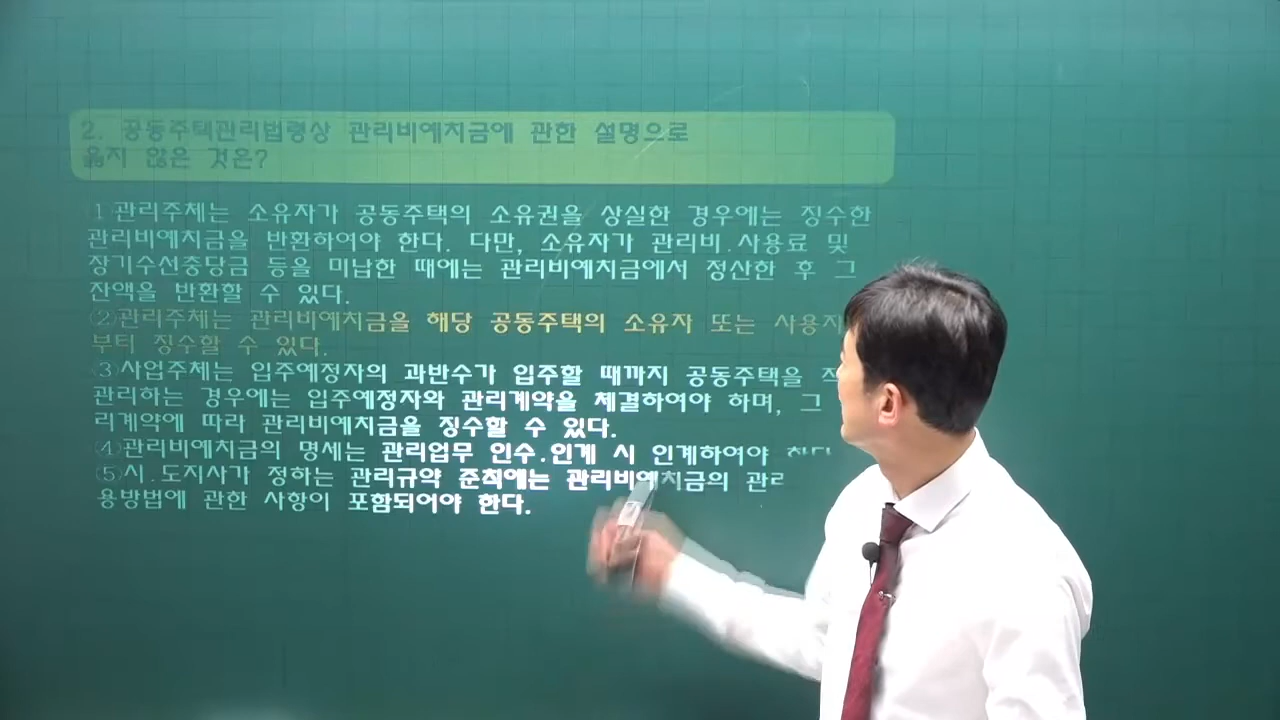 2. 공동주택관리법령상 관리비예치금에 관한 설명으로
옳지 않은 것은?
1 관리주체는 소유자가 공동주택의 소유권을 상실한 경우에는 징수한
관리비예치금을 반환하여야 한다. 다만, 소유자가 관리비.사용료 및
장기수선충당금 등을 미납한 때에는 관리비예치금에서 정산한 후 그
잔액을 반환할 수 있다.
②관리주체는 관리비예치금을 해당 공동주택의 소유자 또는
부터 징수할 수 있다.
③사업주체는 입주예정자의 과반수가 입주할 때까지 공동주택을
관리하는 경우에는 입주예정자와 관리계약을 체결하여야 하며, 그
리계약에 따라 관리비예치금을 징수할 수 있다.
④관리비예치금의 명세는 관리업무 인수.인계 시 인계하여야
⑤시.도지사가 정하는 관리규약 준칙에는 관리비예치금의
용방법에 관한 사항이 포함되어야 한다.